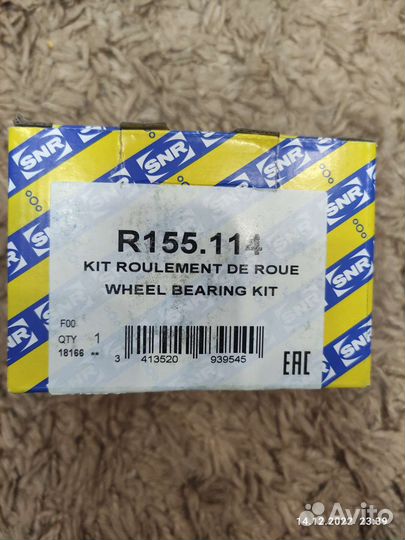 SNR
SNR
SNR
SNR
R155.114
KIT ROULEMENT DE ROUE
WHEEL BEARING KIT
SNR
F00
QTY 1
18166 **
3 413520 939545
EAC
SNR
SNR
Avito
14.12.2022 23:39